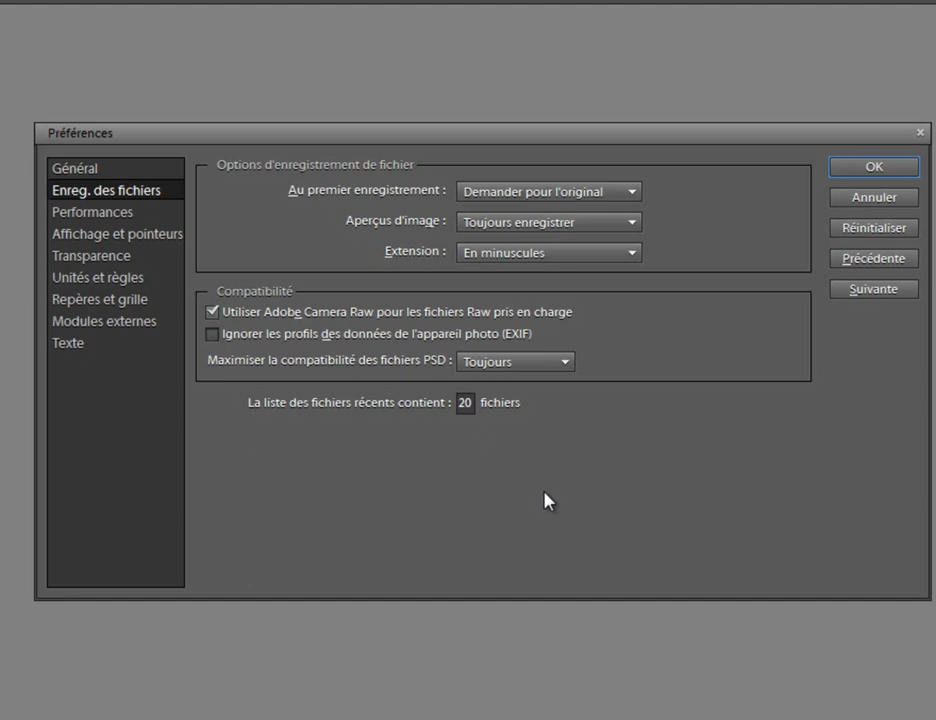 Préférences
Général
Enreg. des fichiers
Performances
Affichage et pointeurs
Transparence
Unités et règles
Repères et grille
Modules externes
Texte
Options d'enregistrement de fichier
Au premier enregistrement : Demander pour l'original
Aperçus d'image : Toujours enregistrer
Extension : En minuscules
Compatibilité
Utiliser Adobe Camera Raw pour les fichiers Raw pris en charge
Ignorer les profils des données de l'appareil photo (EXIF)
Maximiser la compatibilité des fichiers PSD : Toujours
La liste des fichiers récents contient : 20 fichiers
OK
Annuler
Réinitialiser
Précédente
Suivante